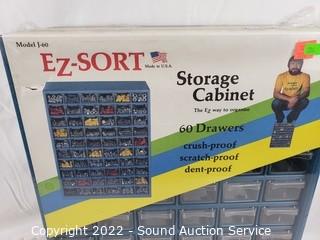 Model J-60
EZ-SORT
Made in U.S.A.
Storage
Cabinet
The Ez way to organize
60 Drawers
crush-proof
scratch-proof
dent-proof
Copyright © 2022 - Sound Auction Service